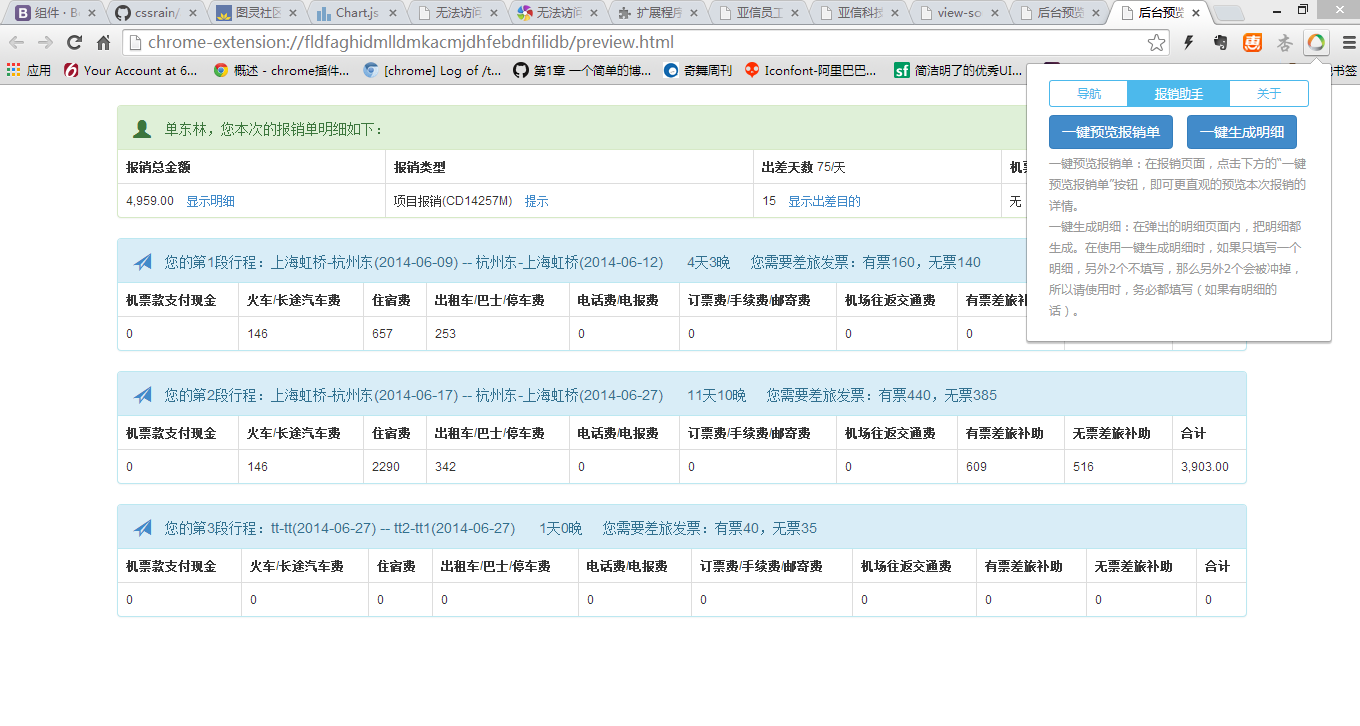 组件 · Bo
cssrain/
图灵社区
Chart.js
无法访问
无法访问
扩展程序
亚信员工
亚信科技
view-so
后台预览
后台预览
chrome-extension://fldfaghidmlldmkacmjdhfebdnfilidb/preview.html
应用
Your Account at 6...
概述 - chrome插件...
[chrome] Log of /t...
第1章 一个简单的博...
奇舞周刊
Iconfont-阿里巴巴...
简洁明了的优秀UI...
书签
导航 报销助手 关于
一键预览报销单 一键生成明细
一键预览报销单：在报销页面，点击下方的“一键
预览报销单”按钮，即可更直观的预览本次报销的
详情。
一键生成明细：在弹出的明细页面内，把明细都
生成。在使用一键生成明细时，如果只填写一个
明细，另外2个不填写，那么另外2个会被冲掉，
所以请使用时，务必都填写（如果有明细的
话）。
单东林，您本次的报销单明细如下：
报销总金额 报销类型 出差天数 75/天
4,959.00 显示明细 项目报销(CD14257M) 提示 15 显示出差目的 无
您的第1段行程：上海虹桥-杭州东(2014-06-09) -- 杭州东-上海虹桥(2014-06-12) 4天3晚 您需要差旅发票：有票160，无票140
机票款支付现金 火车/长途汽车费 住宿费 出租车/巴士/停车费 电话费/电报费 订票费/手续费/邮寄费 机场往返交通费
0 146 657 253 0 0 0 0
您的第2段行程：上海虹桥-杭州东(2014-06-17) -- 杭州东-上海虹桥(2014-06-27) 11天10晚 您需要差旅发票：有票440，无票385
机票款支付现金 火车/长途汽车费 住宿费 出租车/巴士/停车费 电话费/电报费 订票费/手续费/邮寄费 机场往返交通费 有票差旅补助 无票差旅补助 合计
0 146 2290 342 0 0 0 609 516 3,903.00
您的第3段行程：tt-tt(2014-06-27) -- tt2-tt1(2014-06-27) 1天0晚 您需要差旅发票：有票40，无票35
机票款支付现金 火车/长途汽车费 住宿费 出租车/巴士/停车费 电话费/电报费 订票费/手续费/邮寄费 机场往返交通费 有票差旅补助 无票差旅补助 合计
0 0 0 0 0 0 0 0 0 0